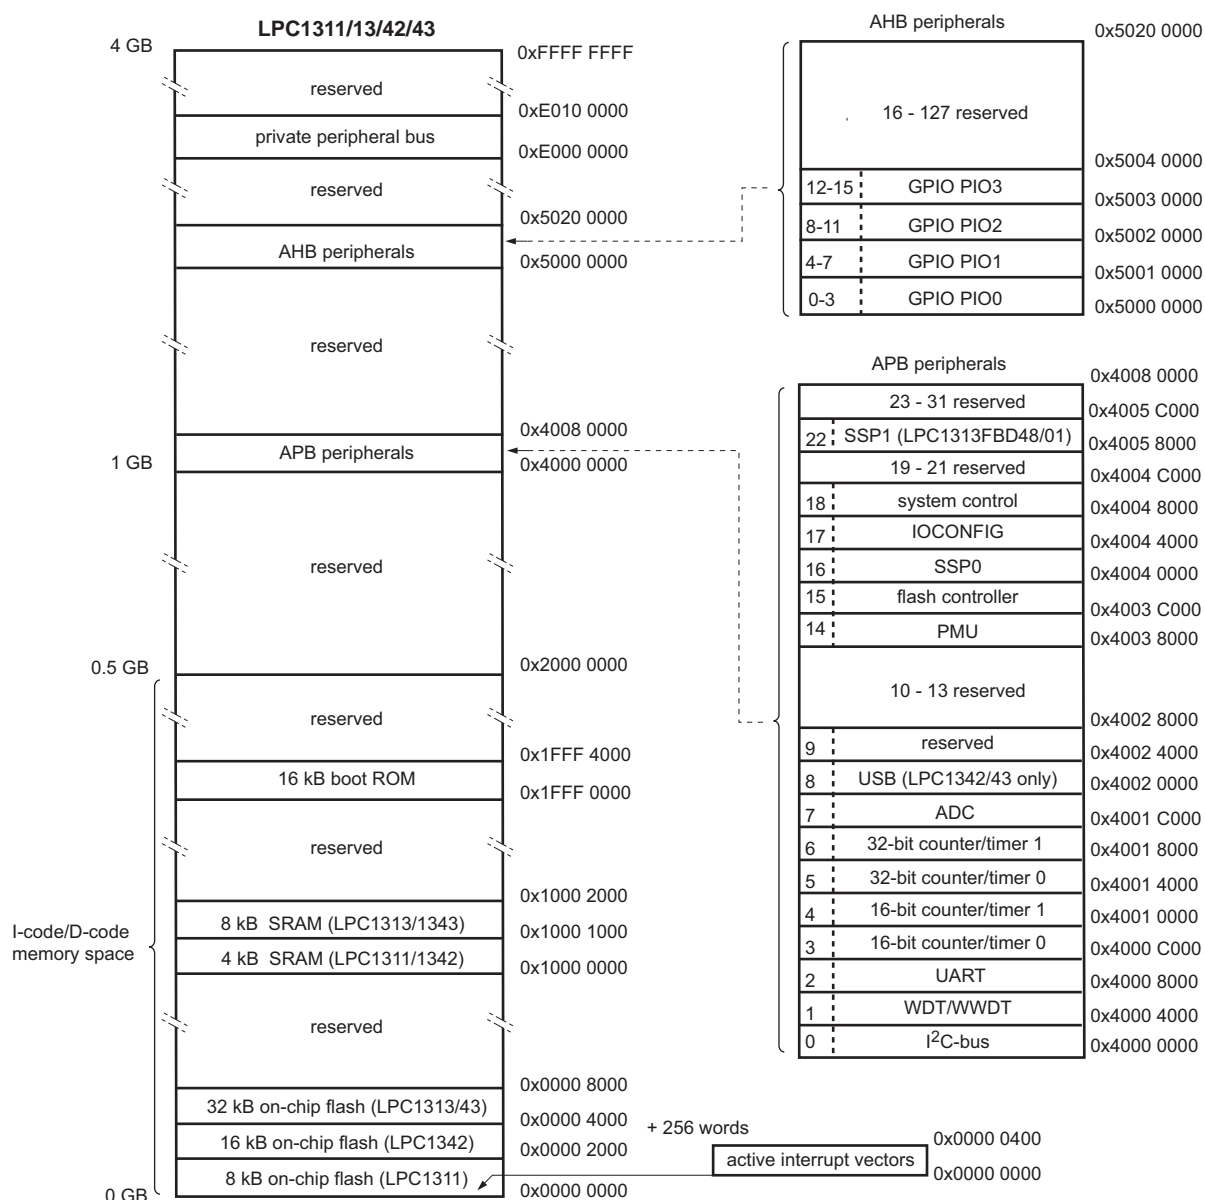 LPC1311/13/42/43
4 GB
0xFFFF FFFF
reserved
0xE010 0000
private peripheral bus
0xE000 0000
reserved
0x5020 0000
AHB peripherals
0x5000 0000
reserved
0x4008 0000
APB peripherals
1 GB
0x4000 0000
reserved
0.5 GB
0x2000 0000
reserved
0x1FFF 4000
16 kB boot ROM
0x1FFF 0000
reserved
0x1000 2000
8 kB SRAM (LPC1313/1343)
0x1000 1000
4 kB SRAM (LPC1311/1342)
0x1000 0000
I-code/D-code
memory space
reserved
0x0000 8000
32 kB on-chip flash (LPC1313/43)
0x0000 4000
16 kB on-chip flash (LPC1342)
0x0000 2000
8 kB on-chip flash (LPC1311)
0 GB
0x0000 0000
+ 256 words
0x0000 0400
active interrupt vectors
0x0000 0000
AHB peripherals
0x5020 0000
16 - 127 reserved
0x5004 0000
12-15 GPIO PIO3
0x5003 0000
8-11 GPIO PIO2
0x5002 0000
4-7 GPIO PIO1
0x5001 0000
0-3 GPIO PIO0
0x5000 0000
APB peripherals
0x4008 0000
23 - 31 reserved
0x4005 C000
22 SSP1 (LPC1313FBD48/01)
0x4005 8000
19 - 21 reserved
0x4004 C000
18 system control
0x4004 8000
17 IOCONFIG
0x4004 4000
16 SSP0
0x4004 0000
15 flash controller
0x4003 C000
14 PMU
0x4003 8000
10 - 13 reserved
0x4002 8000
9 reserved
0x4002 4000
8 USB (LPC1342/43 only)
0x4002 0000
7 ADC
0x4001 C000
6 32-bit counter/timer 1
0x4001 8000
5 32-bit counter/timer 0
0x4001 4000
4 16-bit counter/timer 1
0x4001 0000
3 16-bit counter/timer 0
0x4000 C000
2 UART
0x4000 8000
1 WDT/WWDT
0x4000 4000
0 I2C-bus
0x4000 0000